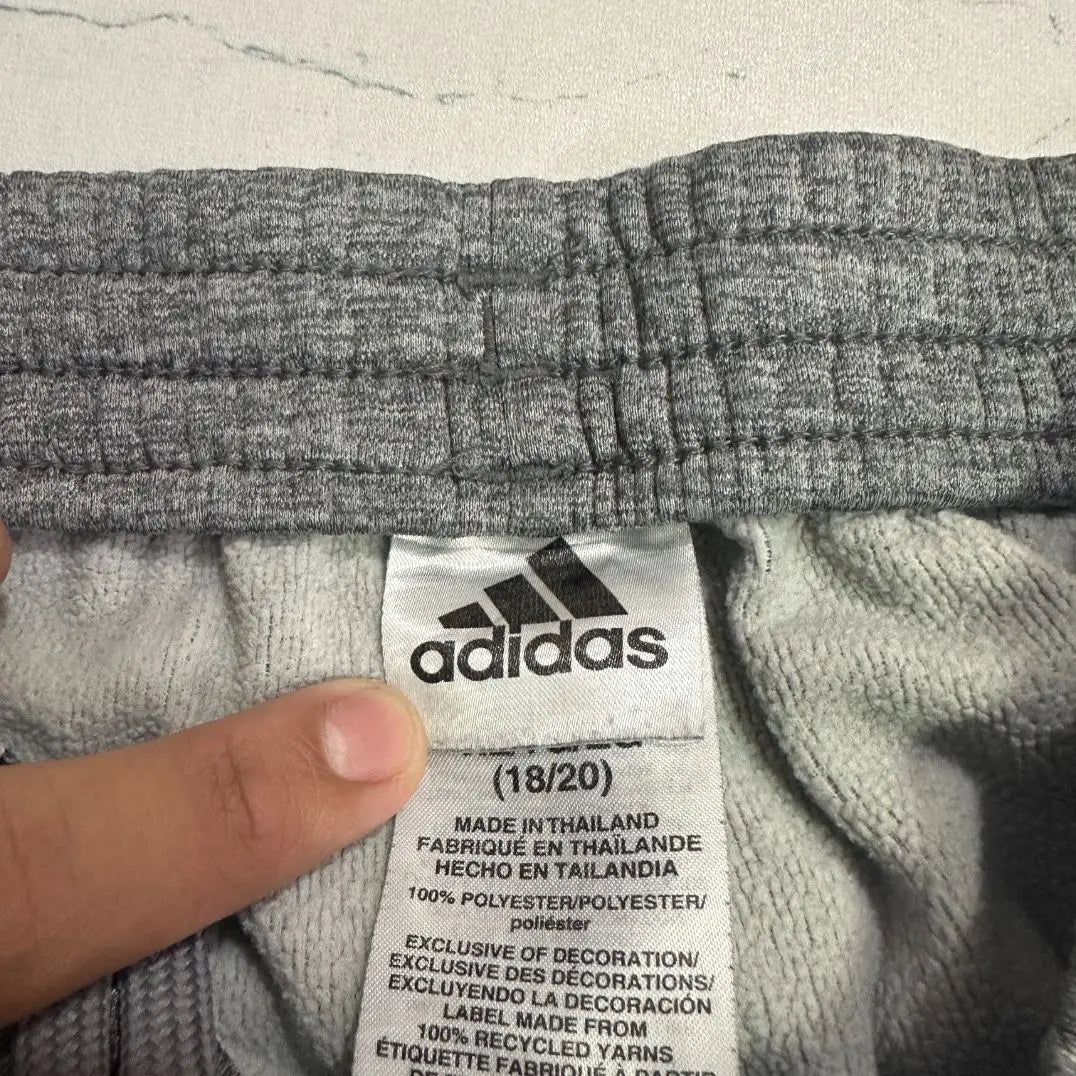 adidas
(18/20)
MADE IN THAILAND
FABRIQUÉ EN THAÏLANDE
HECHO EN TAILANDIA
100% POLYESTER/POLYESTER/
poliéster
EXCLUSIVE OF DECORATION/
EXCLUSIVE DES DÉCORATIONS/
EXCLUYENDO LA DECORACIÓN
LABEL MADE FROM
100% RECYCLED YARNS
ÉTIQUETTE FABRIQUÉ À PARTIR